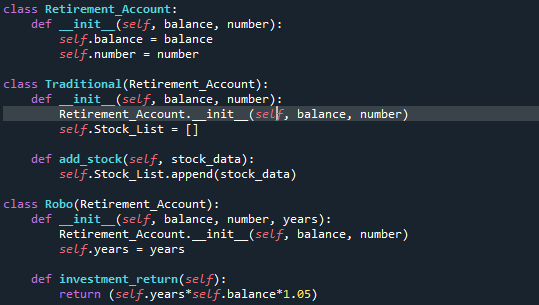 class Retirement_Account:
    def __init__(self, balance, number):
        self.balance = balance
        self.number = number

class Traditional(Retirement_Account):
    def __init__(self, balance, number):
        Retirement_Account.__init__(self, balance, number)
        self.Stock_List = []

    def add_stock(self, stock_data):
        self.Stock_List.append(stock_data)

class Robo(Retirement_Account):
    def __init__(self, balance, number, years):
        Retirement_Account.__init__(self, balance, number)
        self.years = years

    def investment_return(self):
        return (self.years*self.balance*1.05)